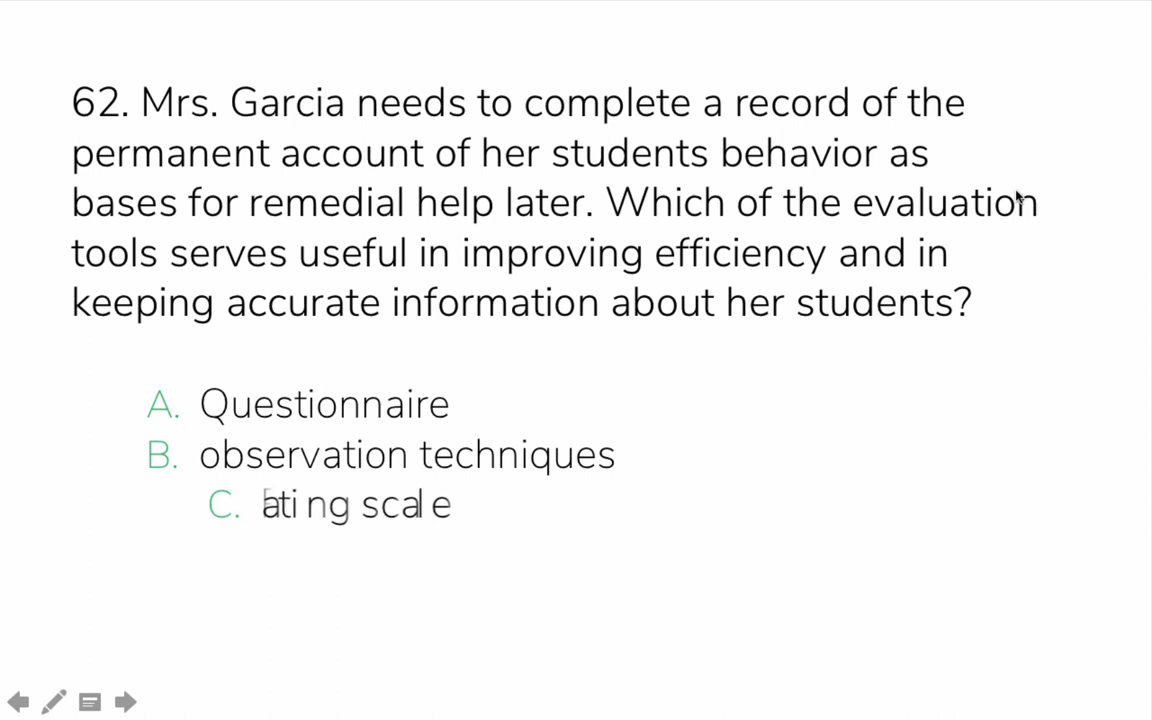 62. Mrs. Garcia needs to complete a record of the
permanent account of her students behavior as
bases for remedial help later. Which of the evaluation
tools serves useful in improving efficiency and in
keeping accurate information about her students?
A. Questionnaire
B. observation techniques
C. scale